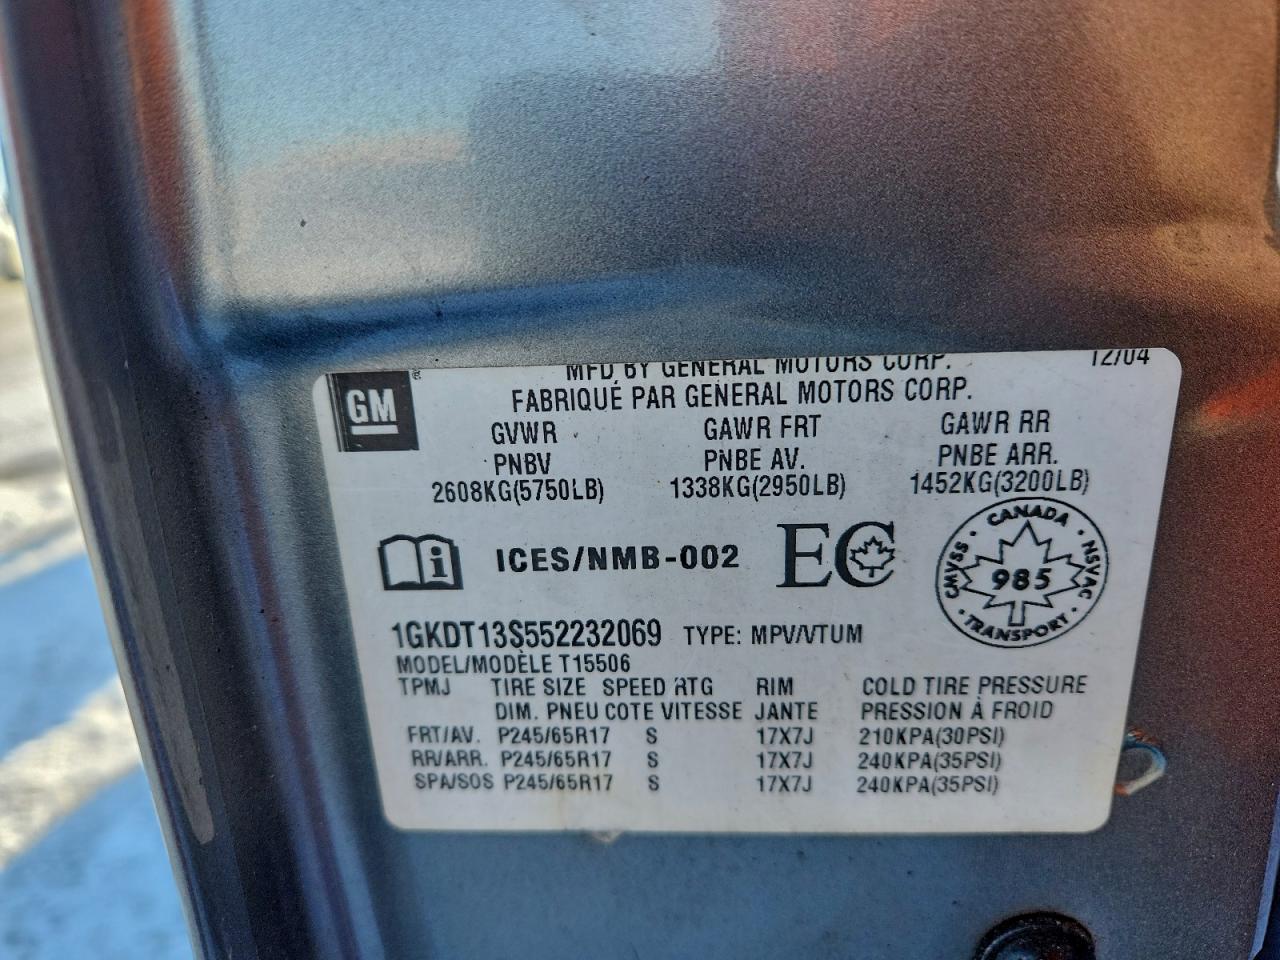 MFD BY GENERAL MOTORS CORP. 12/04
GM ®
FABRIQUÉ PAR GENERAL MOTORS CORP.
GVWR GAWR FRT GAWR RR
PNBV PNBE AV. PNBE ARR.
2608KG(5750LB) 1338KG(2950LB) 1452KG(3200LB)
i ICES/NMB-002 EC
CANADA
CMVSS 985 NSVAC
TRANSPORT
1GKDT13S552232069 TYPE: MPV/VTUM
MODEL/MODÈLE T15506
TPMJ TIRE SIZE SPEED RTG RIM COLD TIRE PRESSURE
DIM. PNEU COTE VITESSE JANTE PRESSION À FROID
FRT/AV. P245/65R17 S 17X7J 210KPA(30PSI)
RR/ARR. P245/65R17 S 17X7J 240KPA(35PSI)
SPA/SOS P245/65R17 S 17X7J 240KPA(35PSI)